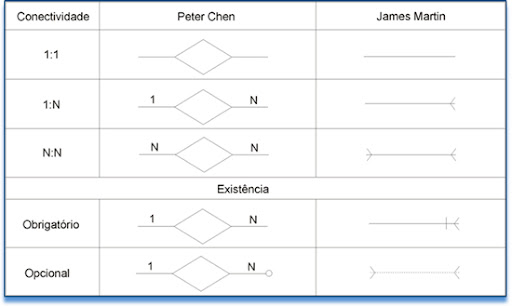 Conectividade Peter Chen James Martin
1:1
1:N 1 N
N:N N N
Existência
Obrigatório 1 N
Opcional 1 N